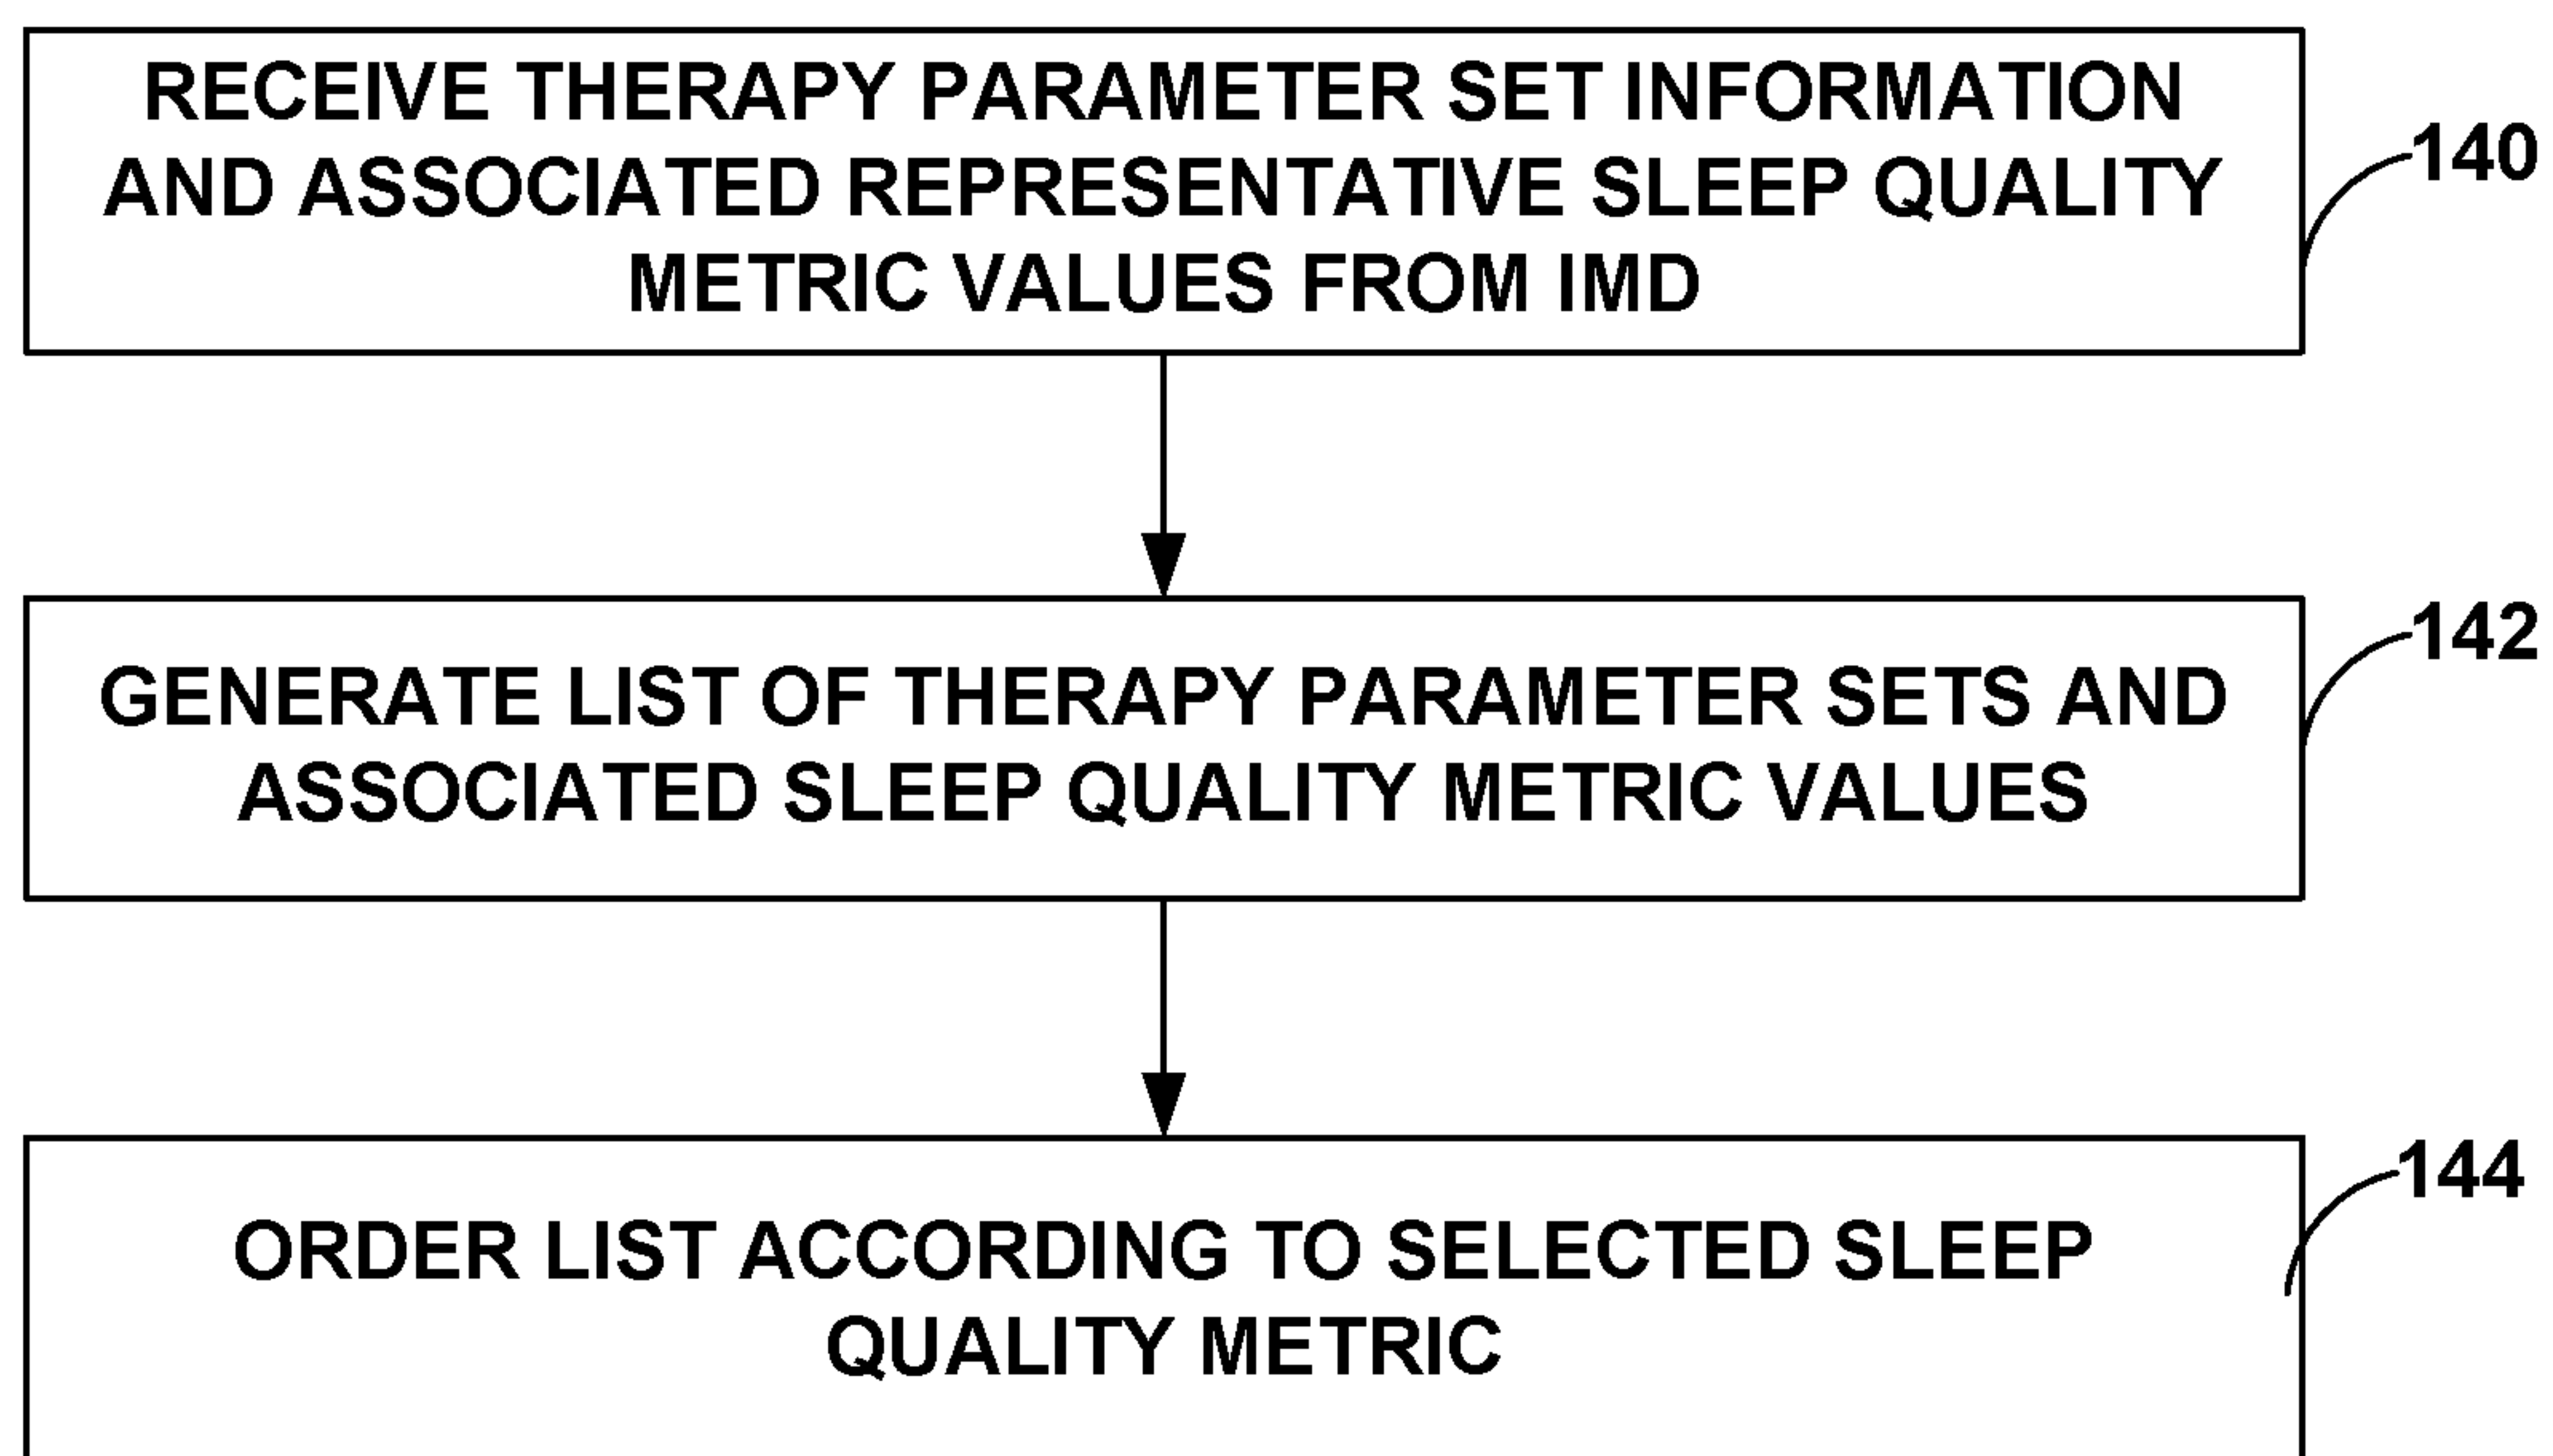 RECEIVE THERAPY PARAMETER SET INFORMATION
AND ASSOCIATED REPRESENTATIVE SLEEP QUALITY
METRIC VALUES FROM IMD
140
GENERATE LIST OF THERAPY PARAMETER SETS AND
ASSOCIATED SLEEP QUALITY METRIC VALUES
142
ORDER LIST ACCORDING TO SELECTED SLEEP
QUALITY METRIC
144